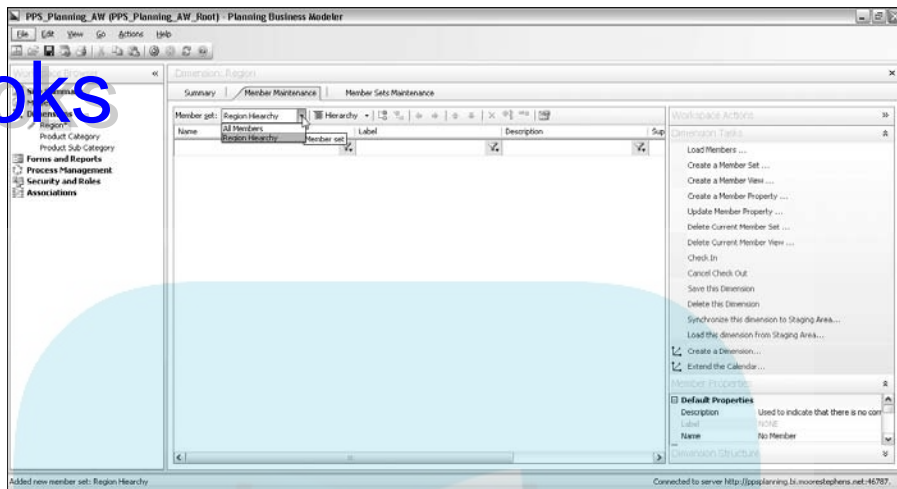 PPS_Planning_AW (PPS_Planning_AW_Root) - Planning Business Modeler
File Edit View Go Actions Help
oks
Dimension: Region
Summary Member Maintenance Member Sets Maintenance
Region
Product Category
Product Sub Category
Forms and Reports
Process Management
Security and Roles
Associations
Member set: Region Hiearchy
Hierarchy
All Members
Region Hiearchy
Member set
Name Label Description Sup
Workspace Actions
Dimension Tasks
Load Members ...
Create a Member Set ...
Create a Member View ...
Create a Member Property ...
Update Member Property ...
Delete Current Member Set ...
Delete Current Member View ...
Check In
Cancel Check Out
Save this Dimension
Delete this Dimension
Synchronize this dimension to Staging Area...
Load this dimension from Staging Area...
Create a Dimension...
Extend the Calendar...
Member Properties
Default Properties
Description Used to indicate that there is no corr
Label NONE
Name No Member
Dimension Structure
Added new member set: Region Hiearchy
Connected to server http://ppsplanning.bi.moorestephens.net:46787.